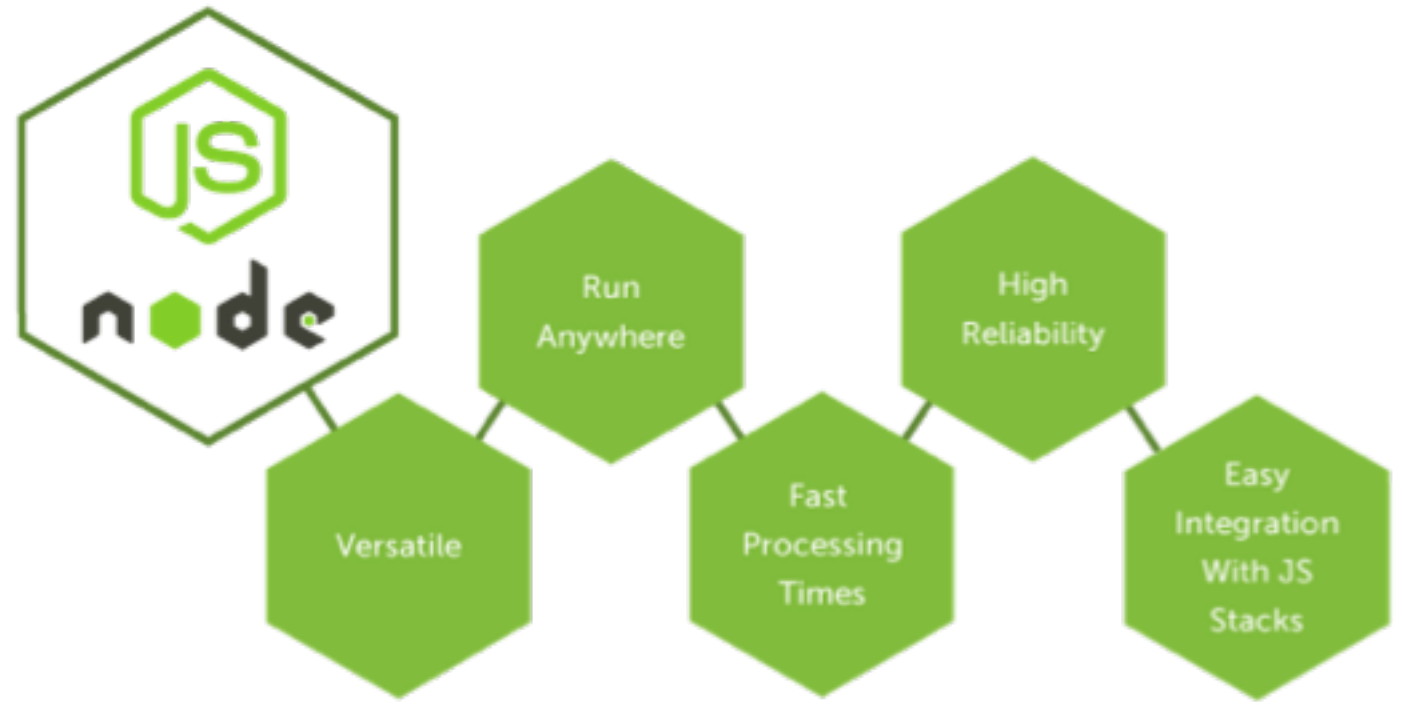 JS
node
Versatile
Run
Anywhere
Fast
Processing
Times
High
Reliability
Easy
Integration
With JS
Stacks